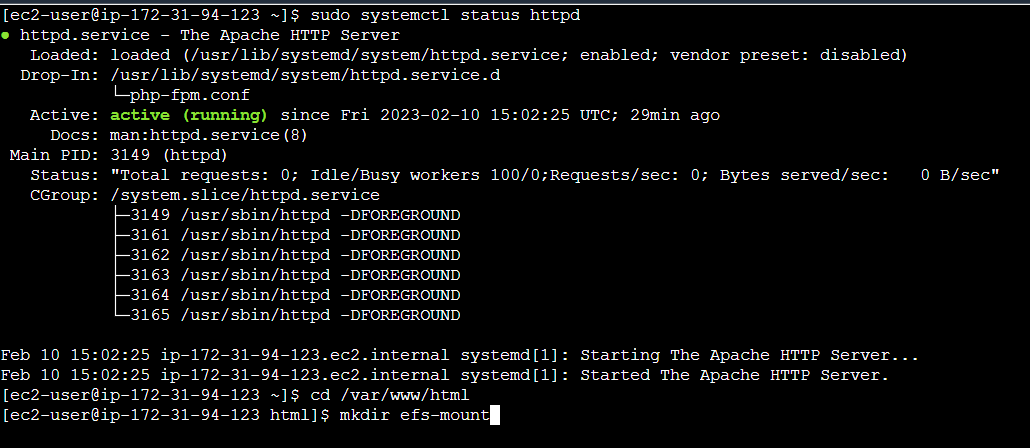 [ec2-user@ip-172-31-94-123 ~]$ sudo systemctl status httpd
● httpd.service - The Apache HTTP Server
   Loaded: loaded (/usr/lib/systemd/system/httpd.service; enabled; vendor preset: disabled)
  Drop-In: /usr/lib/systemd/system/httpd.service.d
           └─php-fpm.conf
   Active: active (running) since Fri 2023-02-10 15:02:25 UTC; 29min ago
     Docs: man:httpd.service(8)
 Main PID: 3149 (httpd)
   Status: "Total requests: 0; Idle/Busy workers 100/0;Requests/sec: 0; Bytes served/sec:   0 B/sec"
   CGroup: /system.slice/httpd.service
           ├─3149 /usr/sbin/httpd -DFOREGROUND
           ├─3161 /usr/sbin/httpd -DFOREGROUND
           ├─3162 /usr/sbin/httpd -DFOREGROUND
           ├─3163 /usr/sbin/httpd -DFOREGROUND
           ├─3164 /usr/sbin/httpd -DFOREGROUND
           └─3165 /usr/sbin/httpd -DFOREGROUND

Feb 10 15:02:25 ip-172-31-94-123.ec2.internal systemd[1]: Starting The Apache HTTP Server...
Feb 10 15:02:25 ip-172-31-94-123.ec2.internal systemd[1]: Started The Apache HTTP Server.
[ec2-user@ip-172-31-94-123 ~]$ cd /var/www/html
[ec2-user@ip-172-31-94-123 html]$ mkdir efs-mount